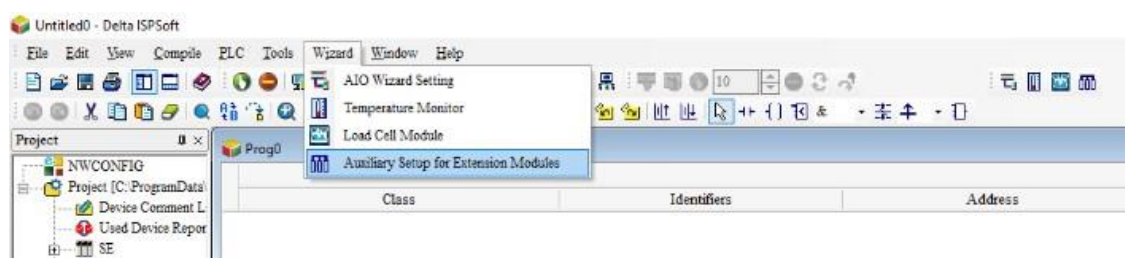 Untitled0 - Delta ISPSoft
File Edit View Compile PLC Tools Wizard Window Help
AIO Wizard Setting
10
Temperature Monitor
Load Cell Module
Auxiliary Setup for Extension Modules
Project
Prog0
NWCONFIG
Project [C:\ProgramData\
Device Comment L
Used Device Repor
SE
Class Identifiers Address